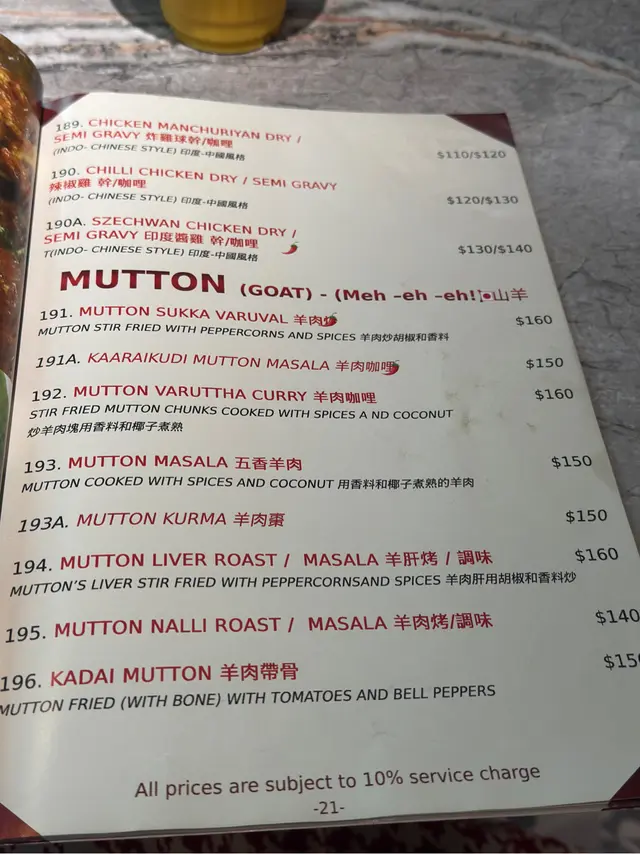 189. CHICKEN MANCHURIYAN DRY /
SEMI GRAVY 炸雞球幹/咖哩
(INDO- CHINESE STYLE) 印度-中國風格
$110/$120
190. CHILLI CHICKEN DRY / SEMI GRAVY
辣椒雞 幹/咖哩
(INDO- CHINESE STYLE) 印度-中國風格
$120/$130
190A. SZECHWAN CHICKEN DRY /
SEMI GRAVY 印度醬雞 幹/咖哩
T(INDO- CHINESE STYLE) 印度-中國風格
$130/$140
MUTTON (GOAT) - (Meh -eh -eh! 山羊
191. MUTTON SUKKA VARUVAL 羊肉
$160
MUTTON STIR FRIED WITH PEPPERCORNS AND SPICES 羊肉炒胡椒和香料
191A. KAARAIKUDI MUTTON MASALA 羊肉咖哩
$150
192. MUTTON VARUTTHA CURRY 羊肉咖哩
$160
STIR FRIED MUTTON CHUNKS COOKED WITH SPICES A ND COCONUT
炒羊肉塊用香料和椰子煮熟
193. MUTTON MASALA 五香羊肉
$150
MUTTON COOKED WITH SPICES AND COCONUT 用香料和椰子煮熟的羊肉
193A. MUTTON KURMA 羊肉棗
$150
194. MUTTON LIVER ROAST / MASALA 羊肝烤 / 調味
$160
MUTTON'S LIVER STIR FRIED WITH PEPPERCORNSAND SPICES 羊肉肝用胡椒和香料炒
195. MUTTON NALLI ROAST / MASALA 羊肉烤/調味
$140
196. KADAI MUTTON 羊肉帶骨
MUTTON FRIED (WITH BONE) WITH TOMATOES AND BELL PEPPERS
All prices are subject to 10% service charge
-21-